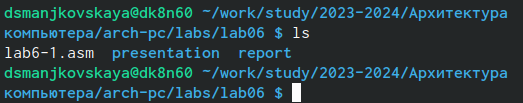 dsmanjkovskaya@dk8n60 ~/work/study/2023-2024/Архитектура
компьютера/arch-pc/labs/lab06 $ ls
lab6-1.asm  presentation  report
dsmanjkovskaya@dk8n60 ~/work/study/2023-2024/Архитектура
компьютера/arch-pc/labs/lab06 $